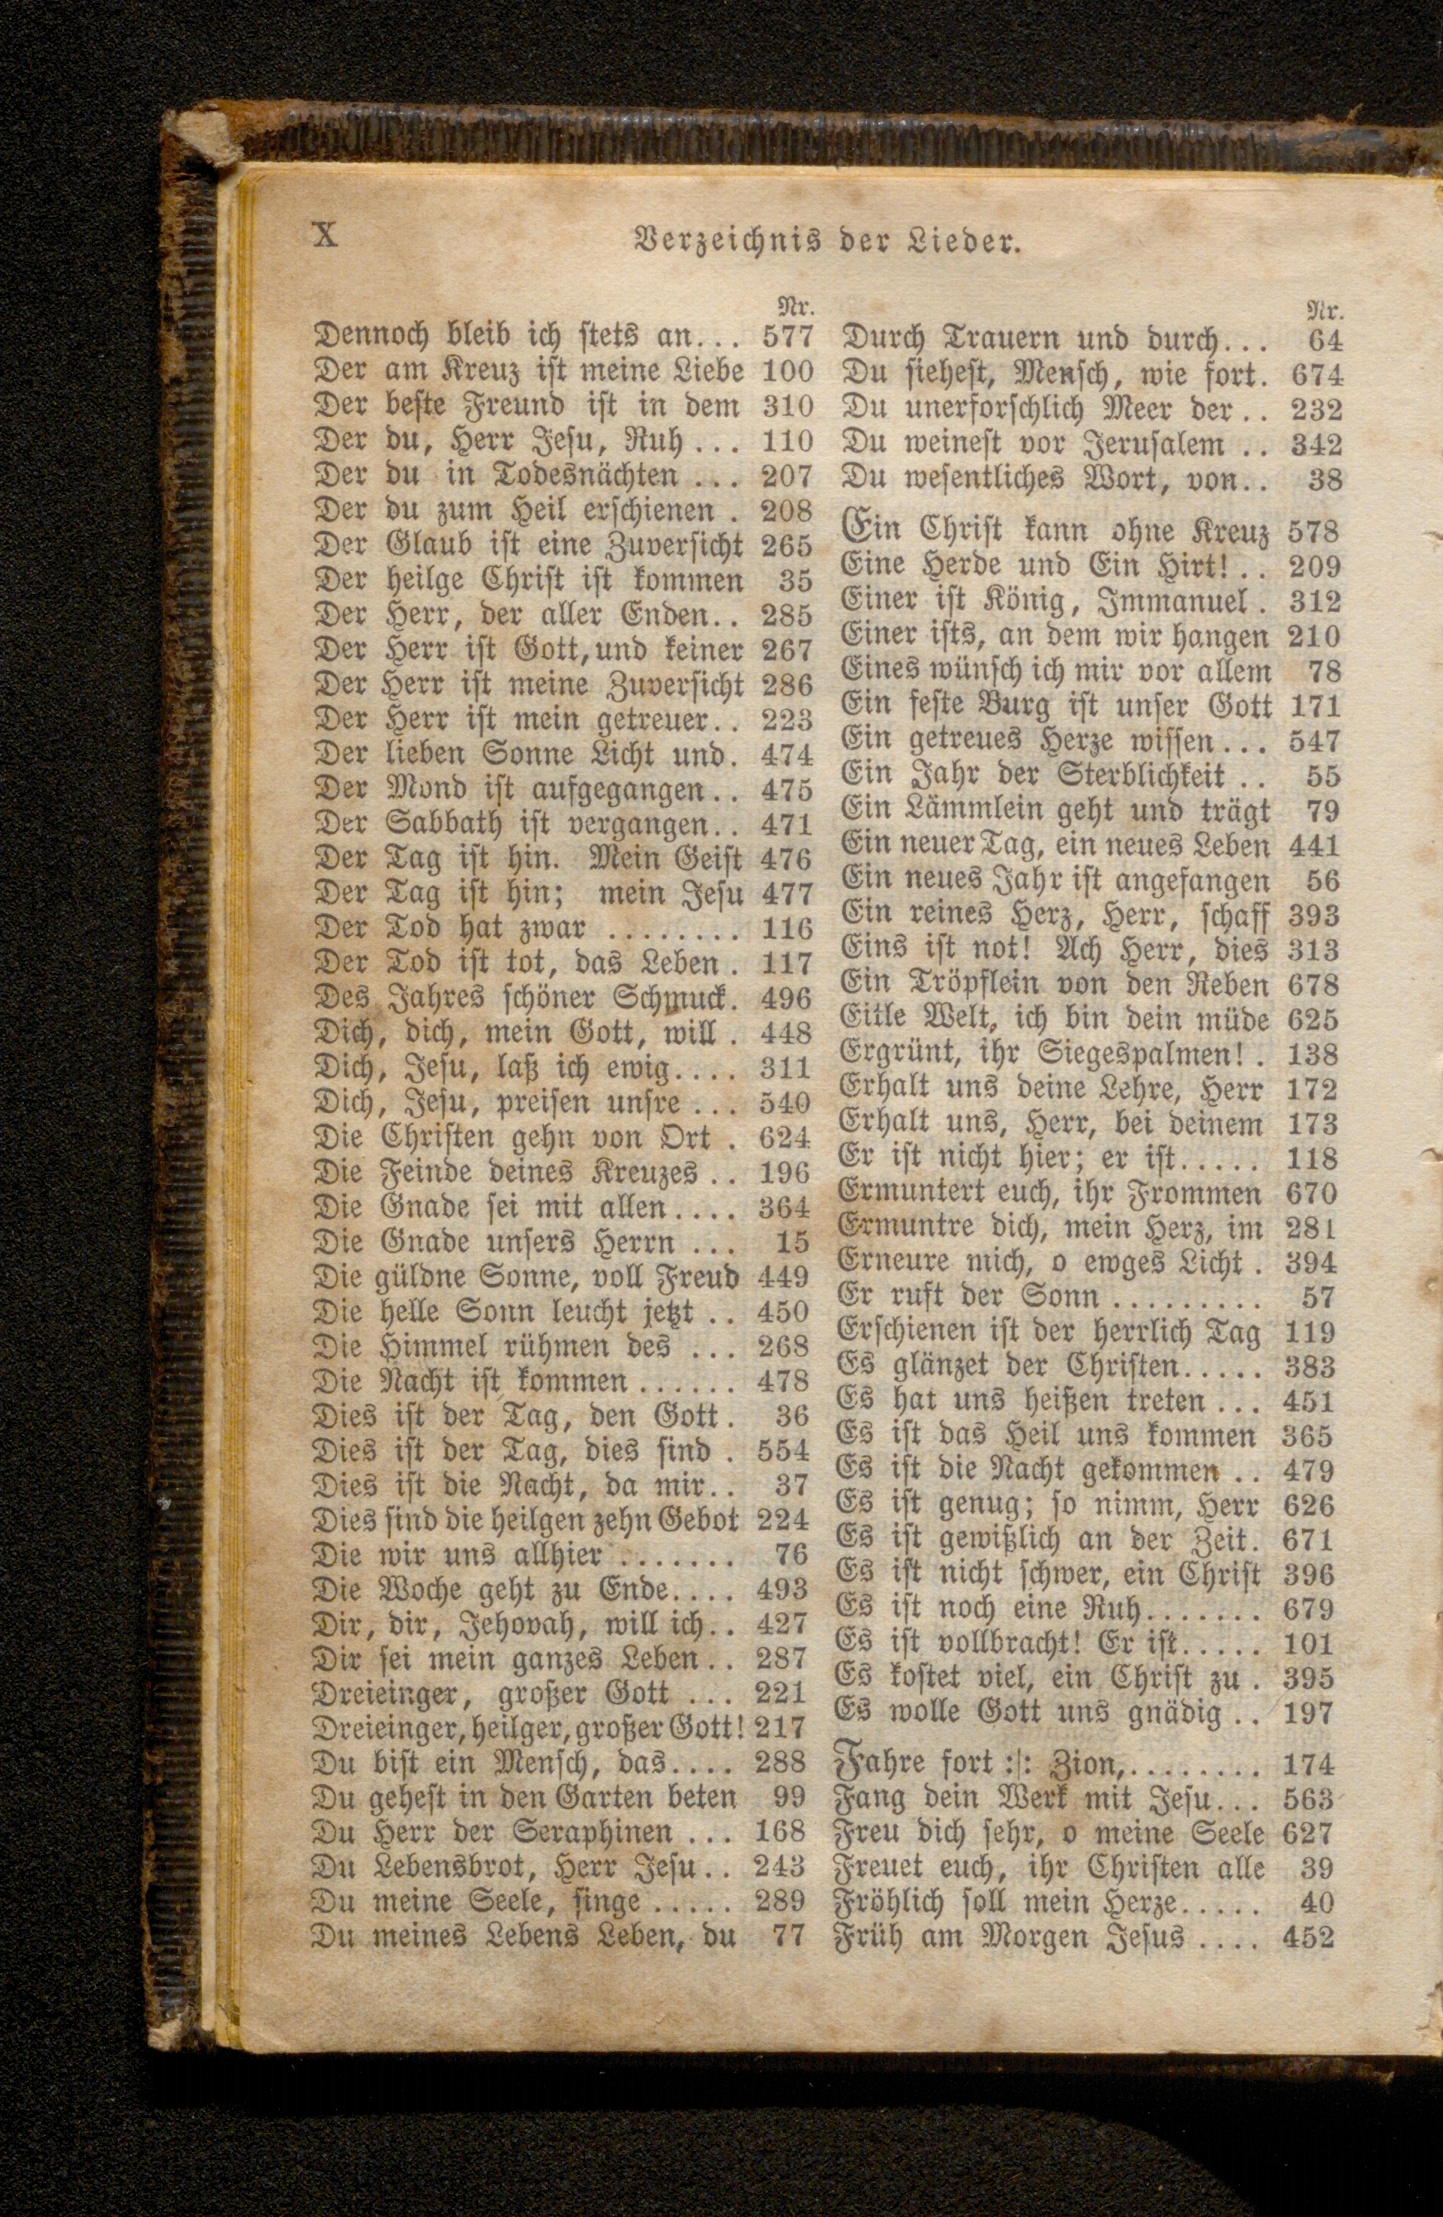 X
Verzeichnis der Lieder.
Nr.
Dennoch bleib ich stets an... 577
Der am Kreuz ist meine Liebe 100
Der beste Freund ist in dem 310
Der du, Herr Jesu, Ruh... 110
Der du in Todesnächten ... 207
Der du zum Heil erschienen . 208
Der Glaub ist eine Zuversicht 265
Der heilge Christ ist kommen 35
Der Herr, der aller Enden.. 285
Der Herr ist Gott, und keiner 267
Der Herr ist meine Zuversicht 286
Der Herr ist mein getreuer.. 223
Der lieben Sonne Licht und. 474
Der Mond ist aufgegangen.. 475
Der Sabbath ist vergangen.. 471
Der Tag ist hin. Mein Geist 476
Der Tag ist hin; mein Jesu 477
Der Tod hat zwar ........ 116
Der Tod ist tot, das Leben . 117
Des Jahres schöner Schmuck. 496
Dich, dich, mein Gott, will . 448
Dich, Jesu, laß ich ewig.... 311
Dich, Jesu, preisen unsre ... 540
Die Christen gehn von Ort . 624
Die Feinde deines Kreuzes .. 196
Die Gnade sei mit allen.... 364
Die Gnade unsers Herrn ... 15
Die güldne Sonne, voll Freud 449
Die helle Sonn leucht jetzt .. 450
Die Himmel rühmen des ... 268
Die Nacht ist kommen ...... 478
Dies ist der Tag, den Gott. 36
Dies ist der Tag, dies sind . 554
Dies ist die Nacht, da mir.. 37
Dies sind die heilgen zehn Gebot 224
Die wir uns allhier ....... 76
Die Woche geht zu Ende.... 493
Dir, dir, Jehovah, will ich.. 427
Dir sei mein ganzes Leben.. 287
Dreieinger, großer Gott ... 221
Dreieinger, heilger, großer Gott! 217
Du bist ein Mensch, das.... 288
Du gehest in den Garten beten 99
Du Herr der Seraphinen ... 168
Du Lebensbrot, Herr Jesu.. 243
Du meine Seele, singe ..... 289
Du meines Lebens Leben, du 77
Nr.
Durch Trauern und durch... 64
Du siehest, Mensch, wie fort. 674
Du unerforschlich Meer der.. 232
Du weinest vor Jerusalem .. 342
Du wesentliches Wort, von.. 38
Ein Christ kann ohne Kreuz 578
Eine Herde und Ein Hirt!.. 209
Einer ist König, Immanuel. 312
Einer ists, an dem wir hangen 210
Eines wünsch ich mir vor allem 78
Ein feste Burg ist unser Gott 171
Ein getreues Herze wissen... 547
Ein Jahr der Sterblichkeit .. 55
Ein Lämmlein geht und trägt 79
Ein neuer Tag, ein neues Leben 441
Ein neues Jahr ist angefangen 56
Ein reines Herz, Herr, schaff 393
Eins ist not! Ach Herr, dies 313
Ein Tröpflein von den Reben 678
Eitle Welt, ich bin dein müde 625
Ergrünt, ihr Siegespalmen! . 138
Erhalt uns deine Lehre, Herr 172
Erhalt uns, Herr, bei deinem 173
Er ist nicht hier; er ist..... 118
Ermuntert euch, ihr Frommen 670
Ermuntre dich, mein Herz, im 281
Erneure mich, o ewges Licht . 394
Er ruft der Sonn ......... 57
Erschienen ist der herrlich Tag 119
Es glänzet der Christen..... 383
Es hat uns heißen treten ... 451
Es ist das Heil uns kommen 365
Es ist die Nacht gekommen .. 479
Es ist genug; so nimm, Herr 626
Es ist gewißlich an der Zeit. 671
Es ist nicht schwer, ein Christ 396
Es ist noch eine Ruh....... 679
Es ist vollbracht! Er ist..... 101
Es kostet viel, ein Christ zu . 395
Es wolle Gott uns gnädig .. 197
Fahre fort :|: Zion,........ 174
Fang dein Werk mit Jesu... 563
Freu dich sehr, o meine Seele 627
Freuet euch, ihr Christen alle 39
Fröhlich soll mein Herze..... 40
Früh am Morgen Jesus .... 452